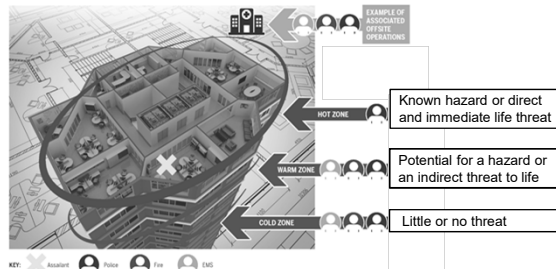 EXAMPLE OF
ASSOCIATED
OFFSITE
OPERATIONS
HOT ZONE
Known hazard or direct
and immediate life threat
WARM ZONE
Potential for a hazard or
an indirect threat to life
COLD ZONE
Little or no threat
KEY: Assailant Police Fire EMS